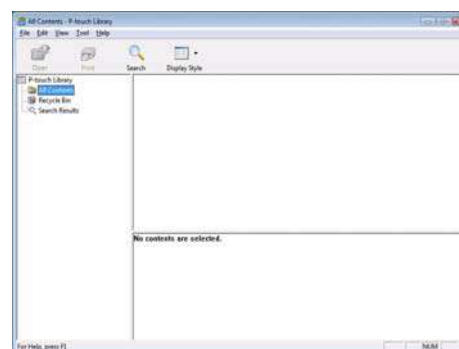 All Contents - P-touch Library
File Edit View Tool Help
Open Print Search Display Style
P-touch Library
All Contents
Recycle Bin
Search Results
No contents are selected.
For Help, press F1
NUM